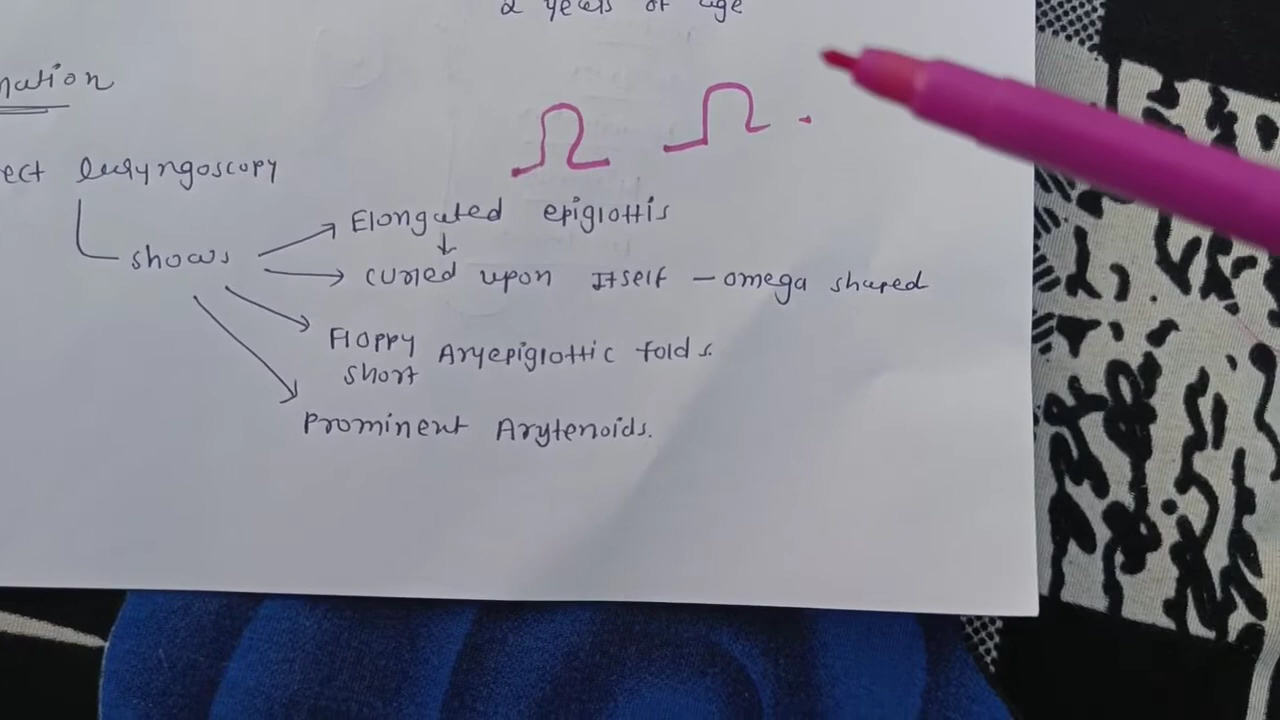 2 years of age
nation
ect laryngoscopy
Ω Ω
shows
Elongated epiglottis
curled upon Itself - omega shaped
Floppy Aryepiglottic folds.
short
Prominent Arytenoids.